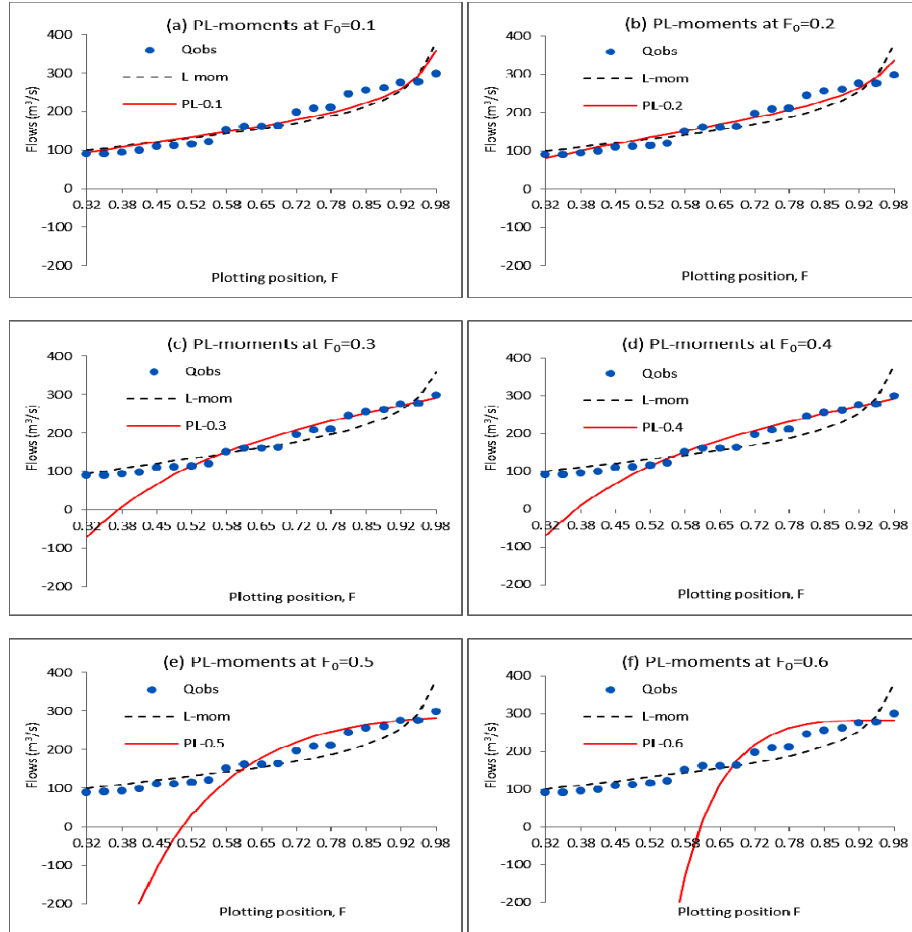 (a) PL-moments at F₀=0.1
400
300
200
100
0
-100
-200
Flows (m³/s)
Qobs
L-mom
PL-0.1
0.32 0.38 0.45 0.52 0.58 0.65 0.72 0.78 0.85 0.92 0.98
Plotting position, F
(b) PL-moments at F₀=0.2
400
300
200
100
0
-100
-200
Flows (m³/s)
Qobs
L-mom
PL-0.2
0.32 0.38 0.45 0.52 0.58 0.65 0.72 0.78 0.85 0.92 0.98
Plotting position, F
(c) PL-moments at F₀=0.3
400
300
200
100
0
-100
-200
Flows (m³/s)
Qobs
L-mom
PL-0.3
0.32 0.38 0.45 0.52 0.58 0.65 0.72 0.78 0.85 0.92 0.98
Plotting position, F
(d) PL-moments at F₀=0.4
400
300
200
100
0
-100
-200
Flows (m³/s)
Qobs
L-mom
PL-0.4
0.32 0.38 0.45 0.52 0.58 0.65 0.72 0.78 0.85 0.92 0.98
Plotting position, F
(e) PL-moments at F₀=0.5
400
300
200
100
0
-100
-200
Flows (m³/s)
Qobs
L-mom
PL-0.5
0.32 0.38 0.45 0.52 0.58 0.65 0.72 0.78 0.85 0.92 0.98
Plotting position, F
(f) PL-moments at F₀=0.6
400
300
200
100
0
-100
-200
Flows (m³/s)
Qobs
L-mom
PL-0.6
0.32 0.38 0.45 0.52 0.58 0.65 0.72 0.78 0.85 0.92 0.98
Plotting position F